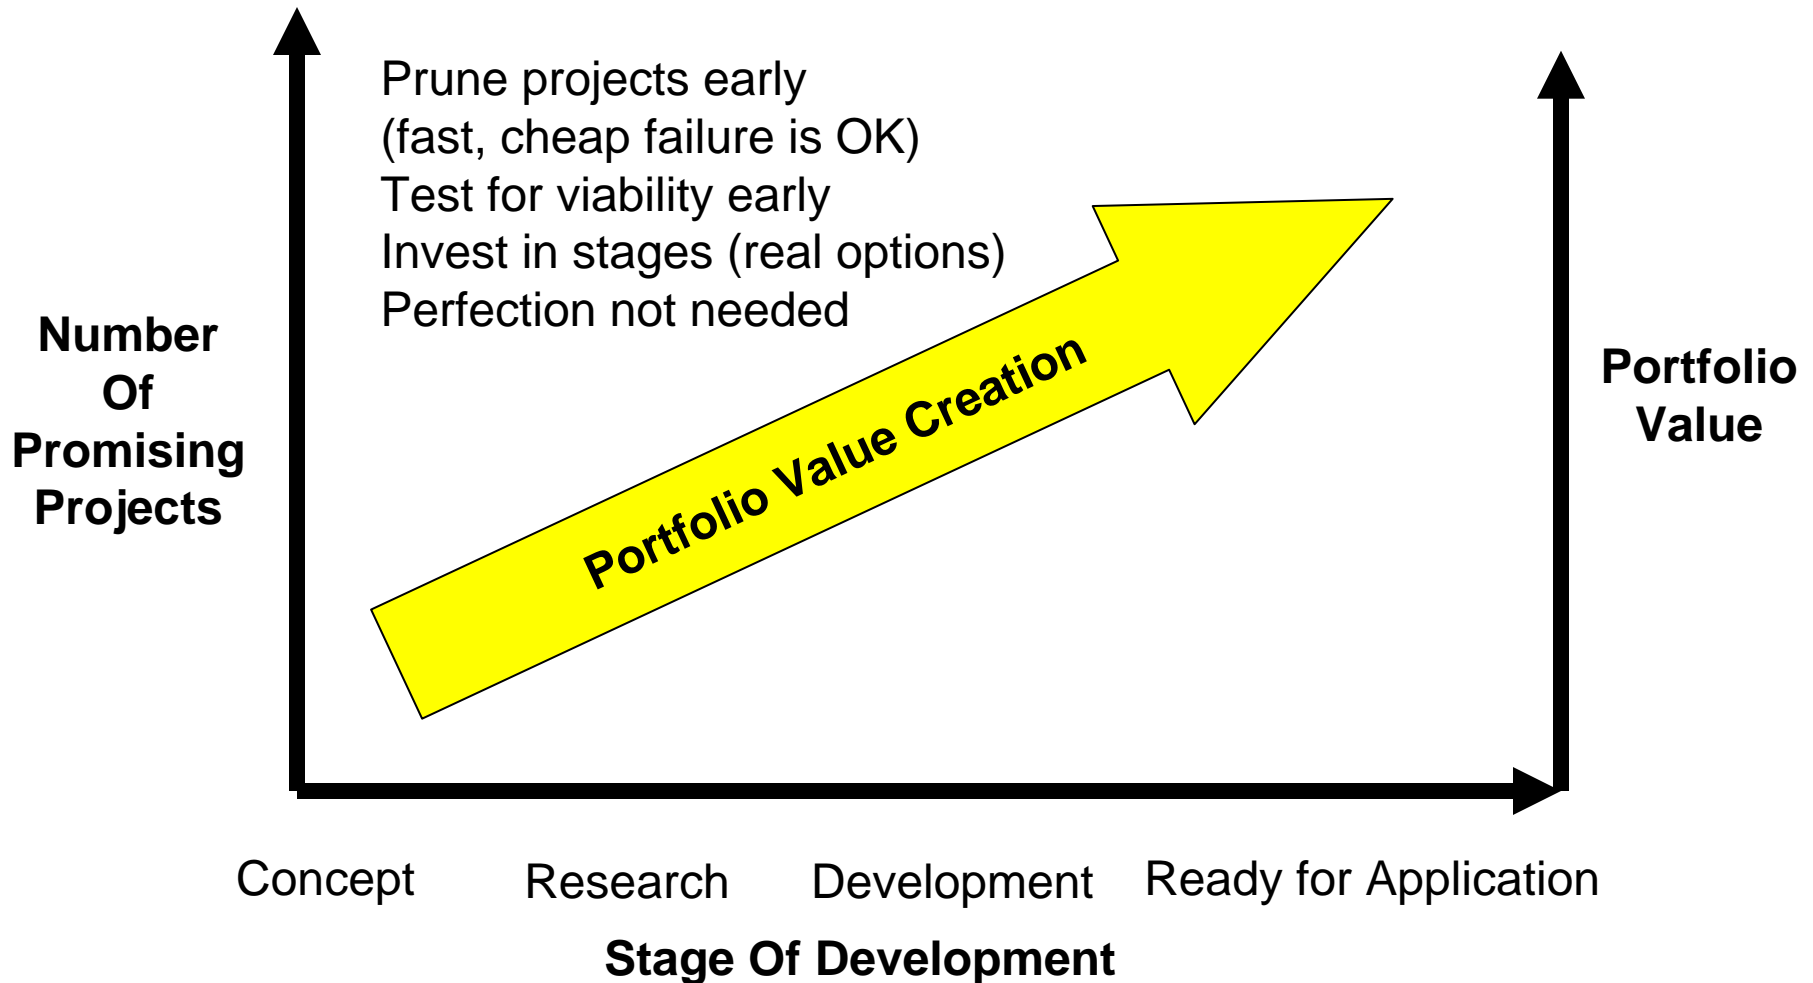 Prune projects early
(fast, cheap failure is OK)
Test for viability early
Invest in stages (real options)
Perfection not needed
Number
Of
Promising
Projects
Portfolio Value Creation
Portfolio
Value
Concept
Research
Development
Ready for Application
Stage Of Development